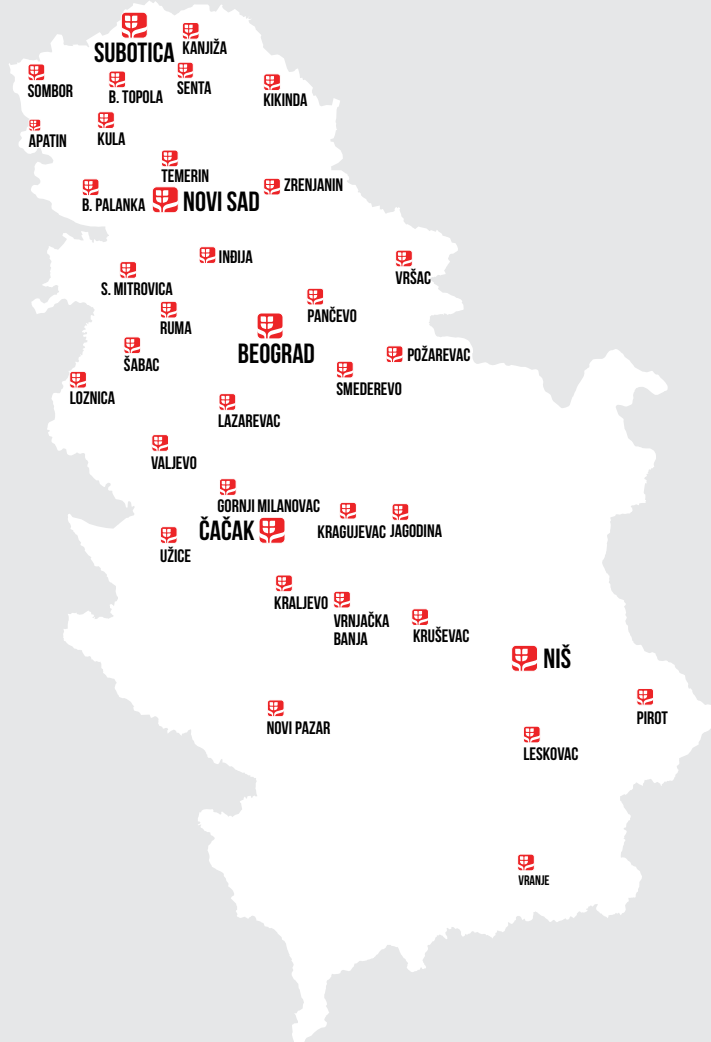 SUBOTICA
KANJIŽA
SOMBOR
B. TOPOLA
SENTA
KIKINDA
APATIN
KULA
TEMERIN
B. PALANKA
NOVI SAD
ZRENJANIN
INĐIJA
VRŠAC
S. MITROVICA
RUMA
PANČEVO
BEOGRAD
ŠABAC
POŽAREVAC
SMEDEREVO
LOZNICA
LAZAREVAC
VALJEVO
GORNJI MILANOVAC
ČAČAK
KRAGUJEVAC
JAGODINA
UŽICE
KRALJEVO
VRNJAČKA
BANJA
KRUŠEVAC
NIŠ
PIROT
NOVI PAZAR
LESKOVAC
VRANJE